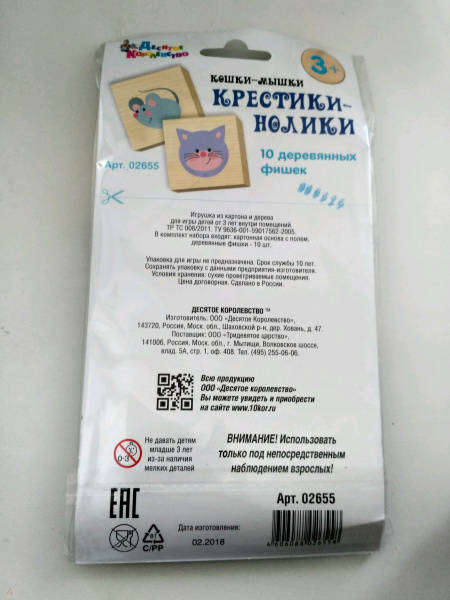 Десятое
Королевство
3+
КОШКИ-МЫШКИ
КРЕСТИКИ-
НОЛИКИ
10 деревянных
фишек
Арт. 02655
Игрушка из картона и дерева
для игры детей от 3 лет внутри помещений.
ТР ТС 008/2011. ТУ 9636-001-59017562-2005.
В комплект набора входят: картонная основа с полем,
деревянные фишки - 10 шт.
Упаковка для игры не предназначена. Срок службы 10 лет.
Сохранять упаковку с данными предприятия-изготовителя.
Условия хранения: сухие проветриваемые помещения.
Цена договорная. Сделано в России.
ДЕСЯТОЕ КОРОЛЕВСТВО™
Изготовитель: ООО «Десятое королевство»,
143720, Россия, Моск. обл., Шаховской р-н, дер. Ховань, д. 47.
Поставщик: ООО «Тридевятое царство»,
141006, Россия, Моск. обл., г. Мытищи, Волковское шоссе,
влад. 5А, стр. 1, оф. 408. Тел. (495) 255-06-06.
Всю продукцию
ООО «Десятое королевство»
Вы можете увидеть и приобрести
на сайте www.10kor.ru
0-3
Не давать детям
младше 3 лет
из-за наличия
мелких деталей
ВНИМАНИЕ! Использовать
только под непосредственным
наблюдением взрослых!
EAC
Арт. 02655
C/PP
Дата изготовления:
02.2018